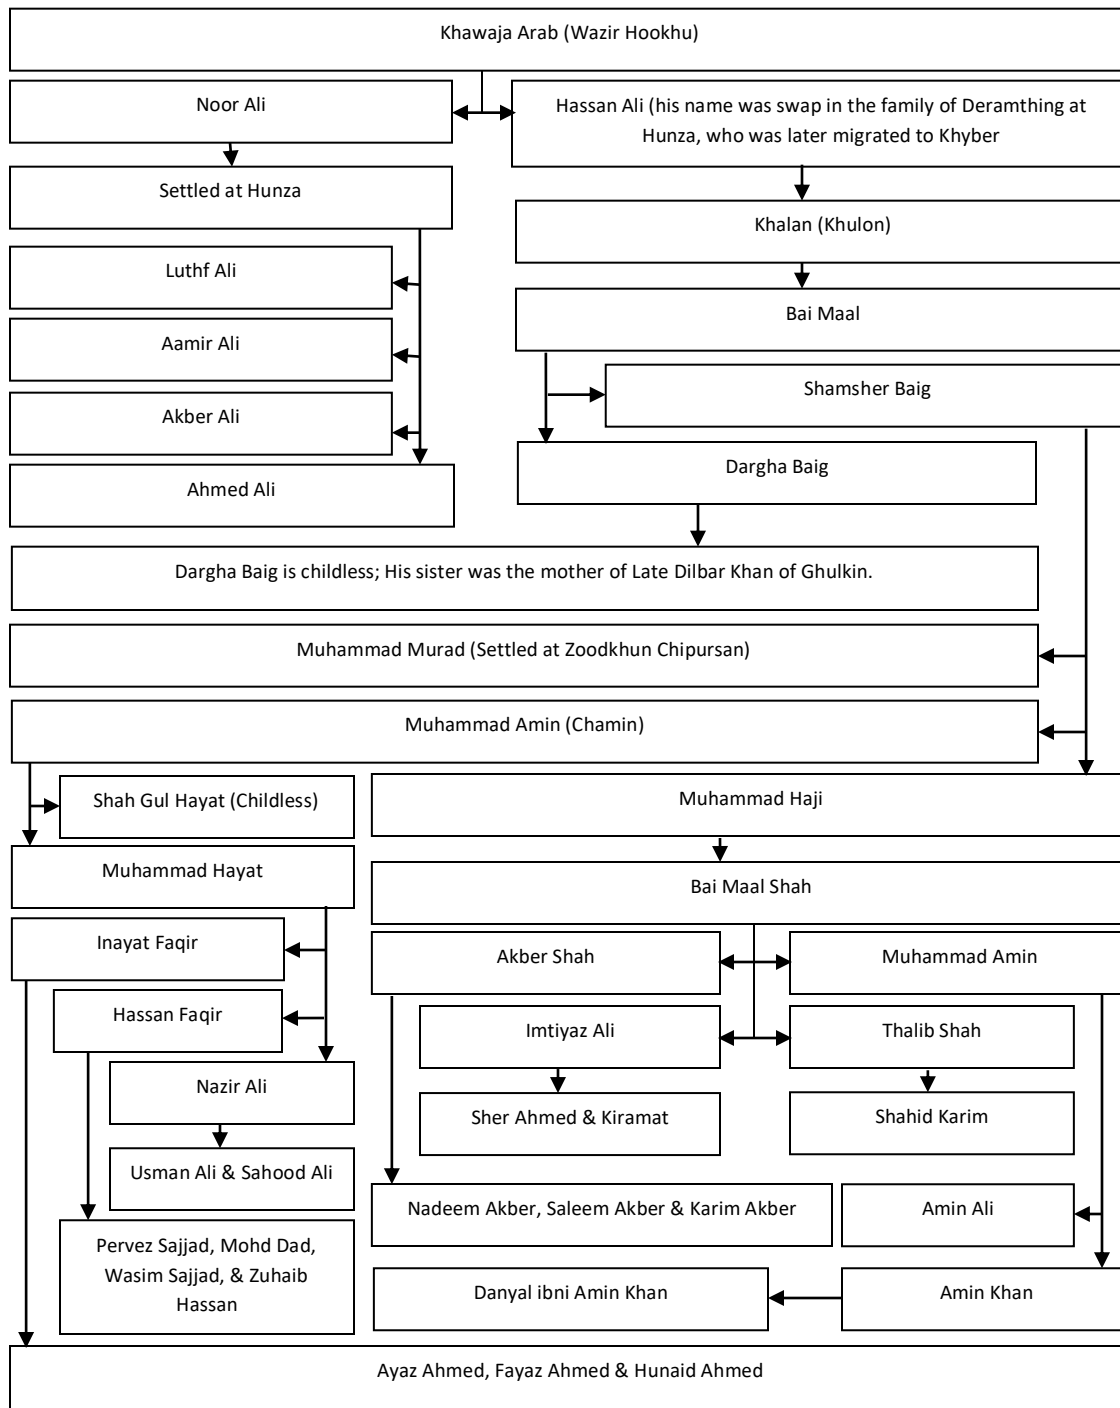 Khawaja Arab (Wazir Hookhu)
Noor Ali
Hassan Ali (his name was swap in the family of Deramthing at
Hunza, who was later migrated to Khyber
Settled at Hunza
Khalan (Khulon)
Luthf Ali
Bai Maal
Aamir Ali
Shamsher Baig
Akber Ali
Dargha Baig
Ahmed Ali
Dargha Baig is childless; His sister was the mother of Late Dilbar Khan of Ghulkin.
Muhammad Murad (Settled at Zoodkhun Chipursan)
Muhammad Amin (Chamin)
Shah Gul Hayat (Childless)
Muhammad Haji
Muhammad Hayat
Bai Maal Shah
Inayat Faqir
Akber Shah
Muhammad Amin
Hassan Faqir
Imtiyaz Ali
Thalib Shah
Nazir Ali
Sher Ahmed & Kiramat
Shahid Karim
Usman Ali & Sahood Ali
Nadeem Akber, Saleem Akber & Karim Akber
Amin Ali
Pervez Sajjad, Mohd Dad,
Wasim Sajjad, & Zuhaib
Hassan
Danyal ibni Amin Khan
Amin Khan
Ayaz Ahmed, Fayaz Ahmed & Hunaid Ahmed